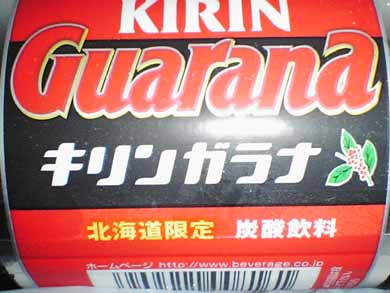 KIRIN
Guarana
キリンガラナ
北海道限定 炭酸飲料
ホームページ http://www.beverage.co.jp